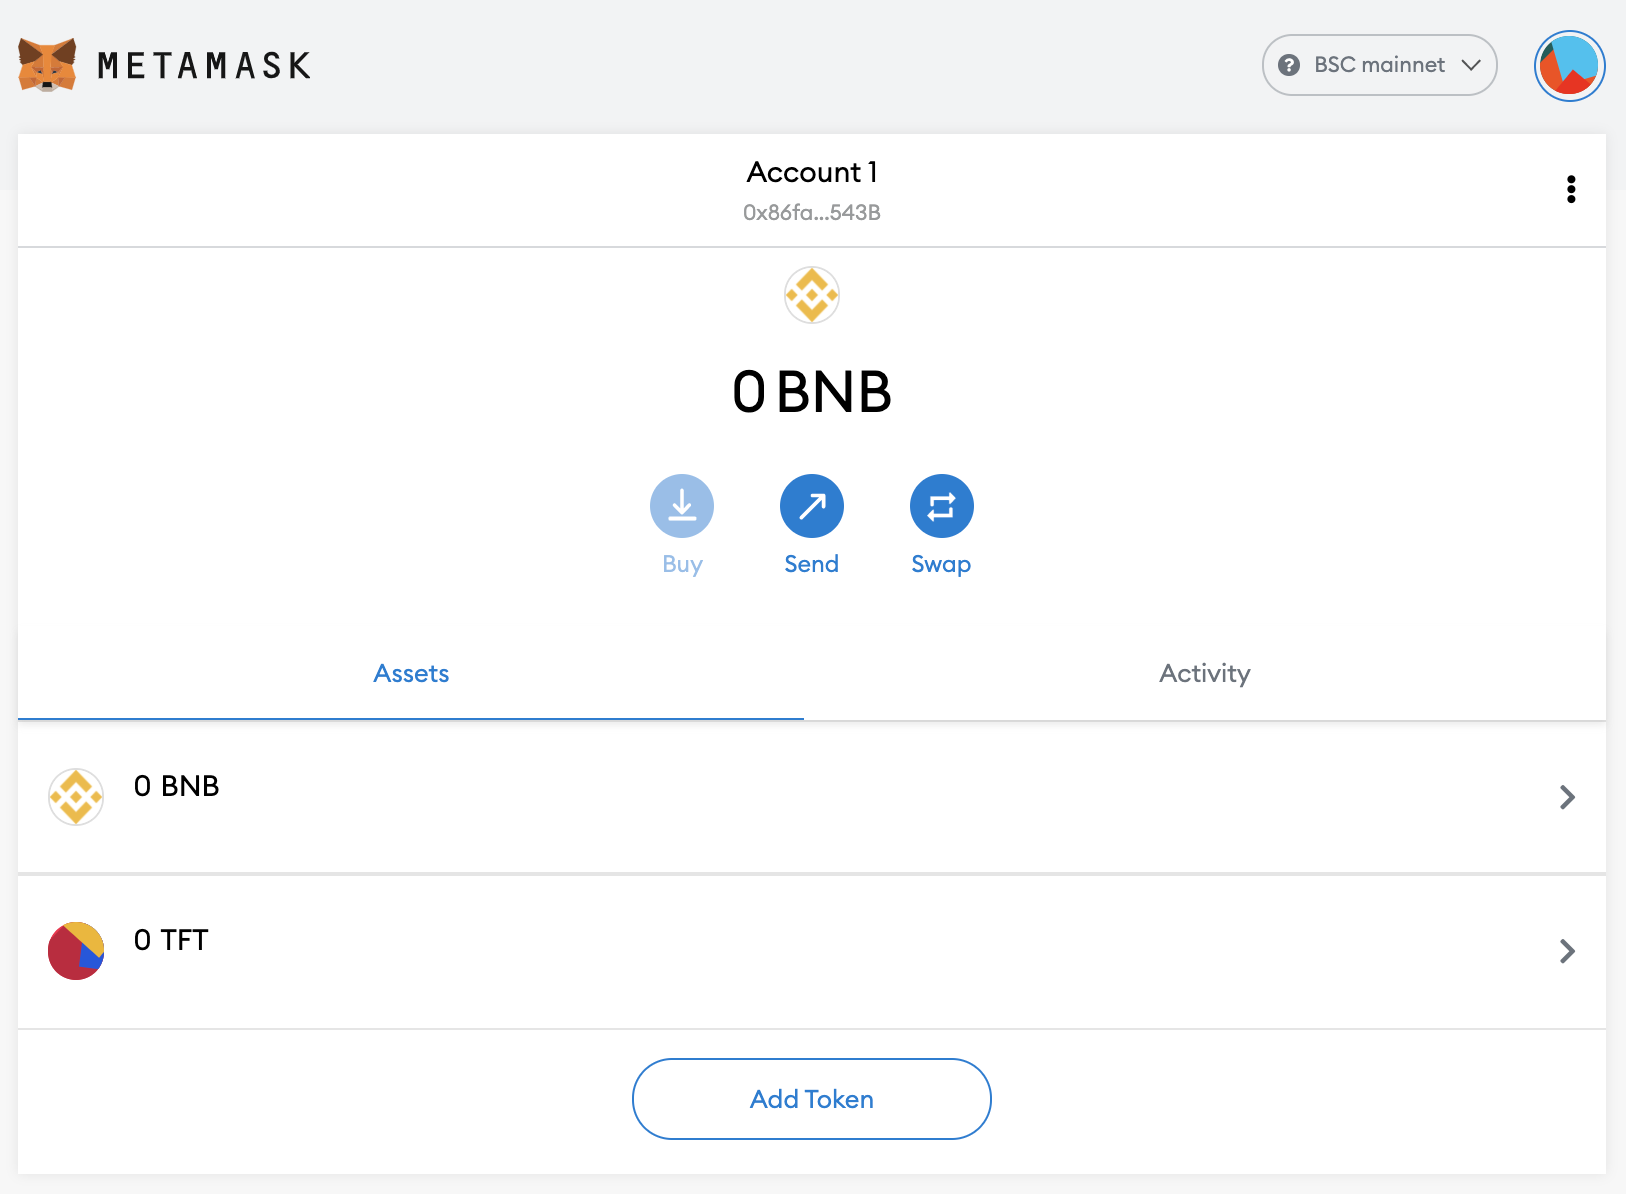 METAMASK
? BSC mainnet
Account 1
0x86fa...543B
0 BNB
Buy
Send
Swap
Assets
Activity
0 BNB
0 TFT
Add Token